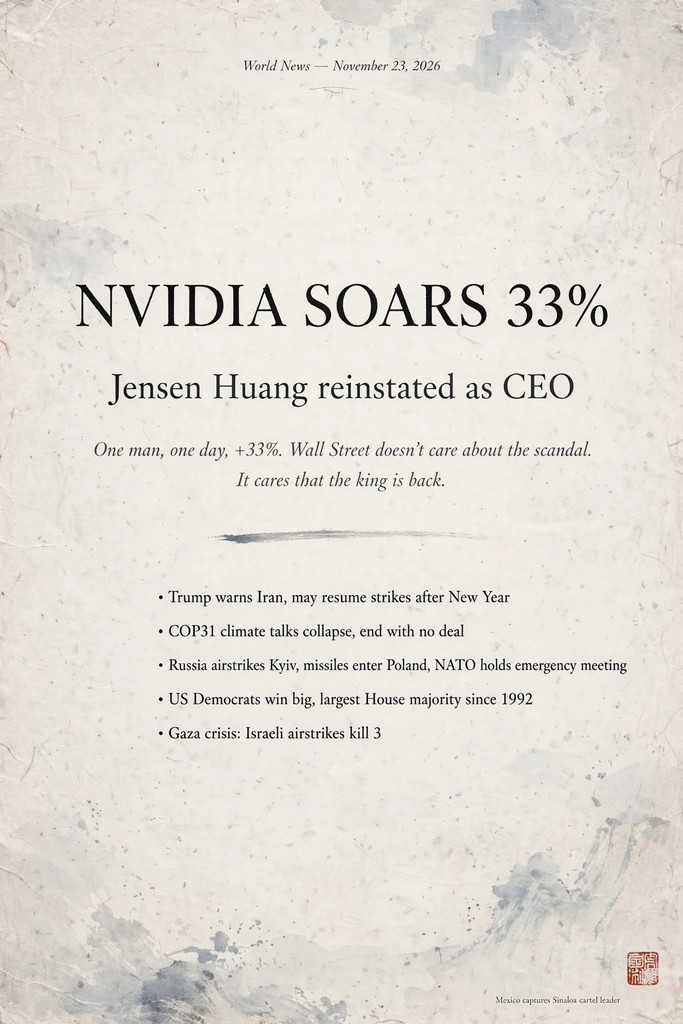 World News — November 23, 2026
NVIDIA SOARS 33%
Jensen Huang reinstated as CEO
One man, one day, +33%. Wall Street doesn’t care about the scandal.
It cares that the king is back.
• Trump warns Iran, may resume strikes after New Year
• COP31 climate talks collapse, end with no deal
• Russia airstrikes Kyiv, missiles enter Poland, NATO holds emergency meeting
• US Democrats win big, largest House majority since 1992
• Gaza crisis: Israeli airstrikes kill 3
Mexico captures Sinaloa cartel leader